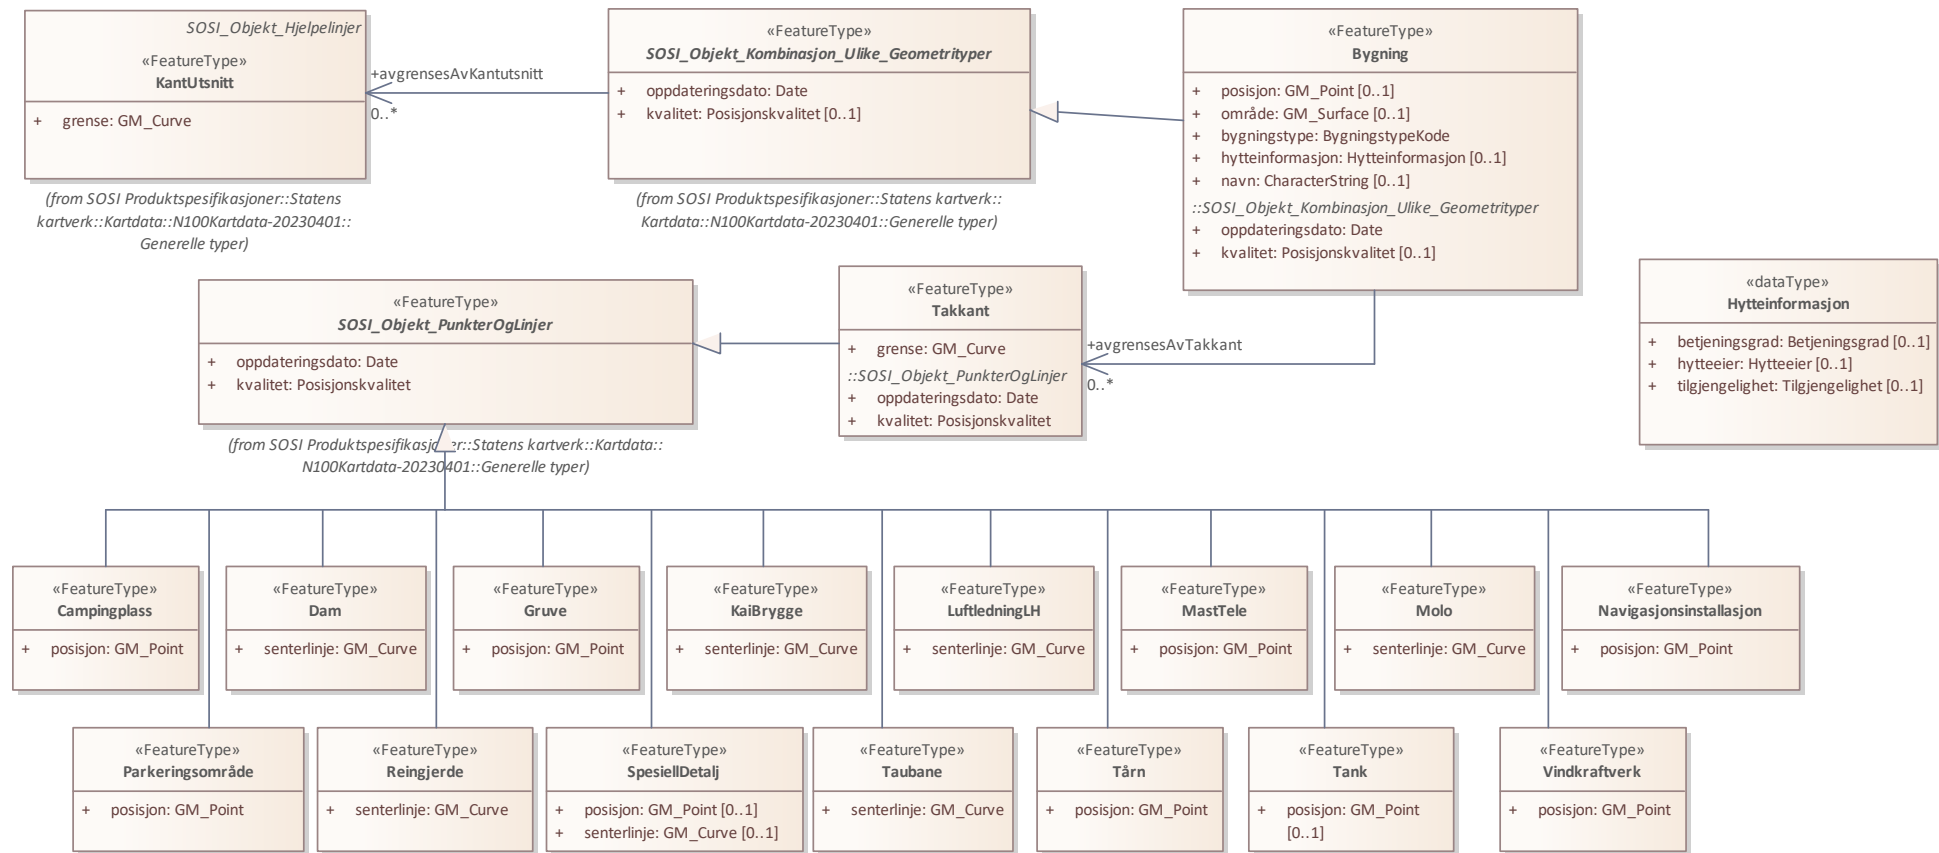 SOSI_Objekt_Hjelpelinjer
«FeatureType»
KantUtsnitt
+ grense: GM_Curve
(from SOSI Produktspesifikasjoner::Statens
kartverk::Kartdata::N100Kartdata-20230401::
Generelle typer)
+avgrensesAvKantutsnitt
0..*
«FeatureType»
SOSI_Objekt_Kombinasjon_Ulike_Geometrityper
+ oppdateringsdato: Date
+ kvalitet: Posisjonskvalitet [0..1]
(from SOSI Produktspesifikasjoner::Statens kartverk::
Kartdata::N100Kartdata-20230401::Generelle typer)
«FeatureType»
Bygning
+ posisjon: GM_Point [0..1]
+ område: GM_Surface [0..1]
+ bygningstype: BygningstypeKode
+ hytteinformasjon: Hytteinformasjon [0..1]
+ navn: CharacterString [0..1]
::SOSI_Objekt_Kombinasjon_Ulike_Geometrityper
+ oppdateringsdato: Date
+ kvalitet: Posisjonskvalitet [0..1]
«FeatureType»
SOSI_Objekt_PunkterOgLinjer
+ oppdateringsdato: Date
+ kvalitet: Posisjonskvalitet
(from SOSI Produktspesifikasjoner::Statens kartverk::Kartdata::
N100Kartdata-20230401::Generelle typer)
«FeatureType»
Takkant
+ grense: GM_Curve
::SOSI_Objekt_PunkterOgLinjer
+ oppdateringsdato: Date
+ kvalitet: Posisjonskvalitet
+avgrensesAvTakkant
0..*
«dataType»
Hytteinformasjon
+ betjeningsgrad: Betjeningsgrad [0..1]
+ hytteeier: Hytteeier [0..1]
+ tilgjengelighet: Tilgjengelighet [0..1]
«FeatureType»
Campingplass
+ posisjon: GM_Point
«FeatureType»
Dam
+ senterlinje: GM_Curve
«FeatureType»
Gruve
+ posisjon: GM_Point
«FeatureType»
KaiBrygge
+ senterlinje: GM_Curve
«FeatureType»
LuftledningLH
+ senterlinje: GM_Curve
«FeatureType»
MastTele
+ posisjon: GM_Point
«FeatureType»
Molo
+ senterlinje: GM_Curve
«FeatureType»
Navigasjonsinstallasjon
+ posisjon: GM_Point
«FeatureType»
Parkeringsområde
+ posisjon: GM_Point
«FeatureType»
Reingjerde
+ senterlinje: GM_Curve
«FeatureType»
SpesiellDetalj
+ posisjon: GM_Point [0..1]
+ senterlinje: GM_Curve [0..1]
«FeatureType»
Taubane
+ senterlinje: GM_Curve
«FeatureType»
Tårn
+ posisjon: GM_Point
«FeatureType»
Tank
+ posisjon: GM_Point
[0..1]
«FeatureType»
Vindkraftverk
+ posisjon: GM_Point